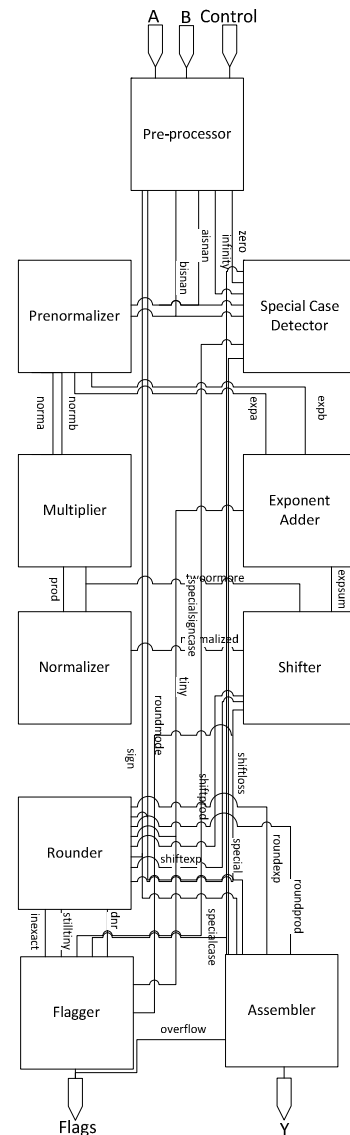 A B Control
Pre-processor
aisnan
bisnan
infinity
zero
Prenormalizer
Special Case
Detector
norma
normb
expa
expb
Multiplier
Exponent
Adder
prod
twoormore
specialsigncase
expsum
Normalizer
Shifter
tiny
roundmode
sign
shiftprod
shiftloss
Rounder
shiftexp
special
roundexp
roundprod
inexact
stilltiny
dnr
specialcase
Flagger
Assembler
overflow
Flags
Y